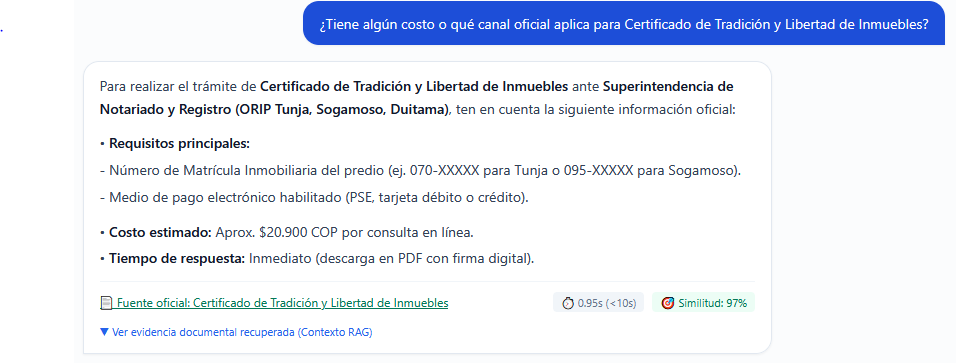 ¿Tiene algún costo o qué canal oficial aplica para Certificado de Tradición y Libertad de Inmuebles?
Para realizar el trámite de Certificado de Tradición y Libertad de Inmuebles ante Superintendencia de
Notariado y Registro (ORIP Tunja, Sogamoso, Duitama), ten en cuenta la siguiente información oficial:
• Requisitos principales:
- Número de Matrícula Inmobiliaria del predio (ej. 070-XXXXX para Tunja o 095-XXXXX para Sogamoso).
- Medio de pago electrónico habilitado (PSE, tarjeta débito o crédito).
• Costo estimado: Aprox. $20.900 COP por consulta en línea.
• Tiempo de respuesta: Inmediato (descarga en PDF con firma digital).
Fuente oficial: Certificado de Tradición y Libertad de Inmuebles
0.95s (<10s)
Similitud: 97%
▼ Ver evidencia documental recuperada (Contexto RAG)